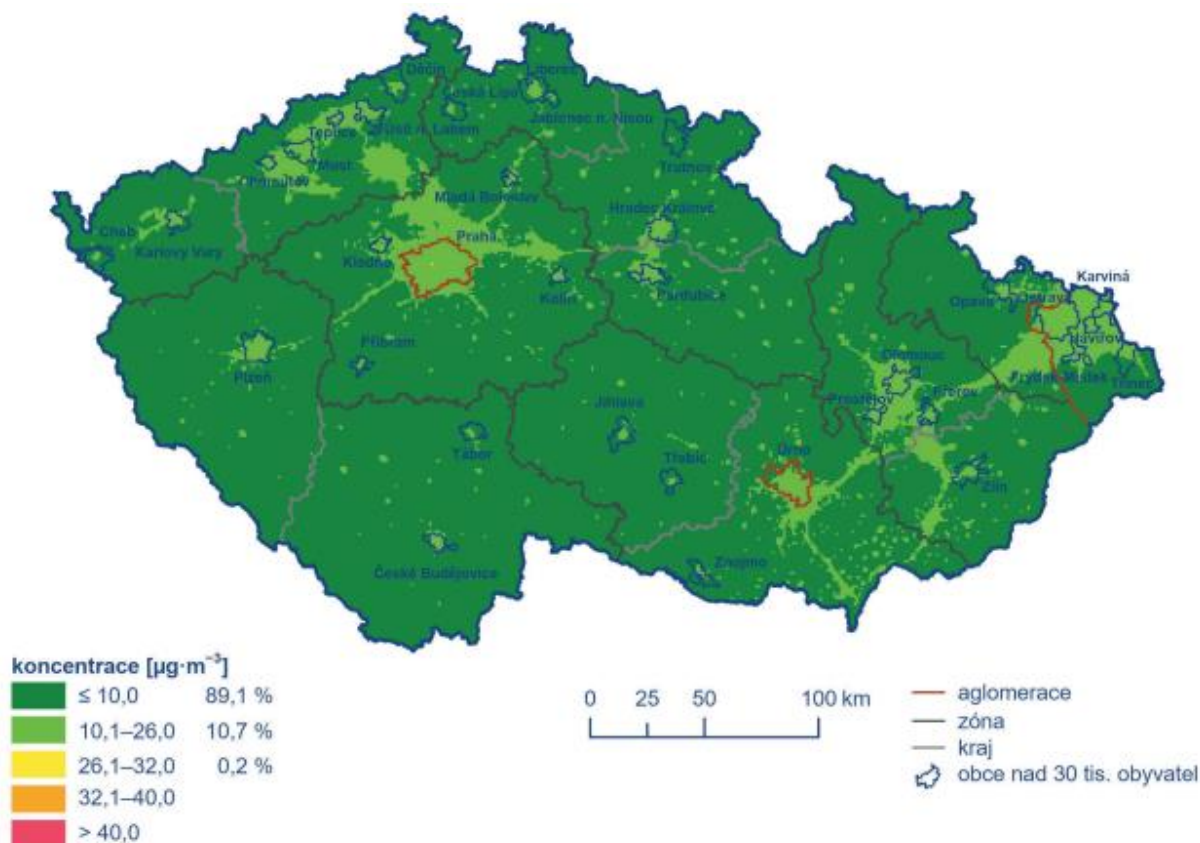 Děčín
Liberec
Česká Lípa
Jablonec n. Nisou
Teplice
Ústí n. Labem
Most
Chomutov
Trutnov
Mladá Boleslav
Hradec Králové
Cheb
Karlovy Vary
Praha
Kladno
Kolín
Pardubice
Karviná
Opava
Ostrava
Havířov
Příbram
Plzeň
Olomouc
Frýdek-Místek
Třinec
Prostějov
Přerov
Jihlava
Tábor
Třebíč
Brno
Zlín
České Budějovice
Znojmo
koncentrace [µg·m⁻³]
≤ 10,0 89,1 %
10,1–26,0 10,7 %
26,1–32,0 0,2 %
32,1–40,0
> 40,0
0 25 50 100 km
aglomerace
zóna
kraj
obce nad 30 tis. obyvatel